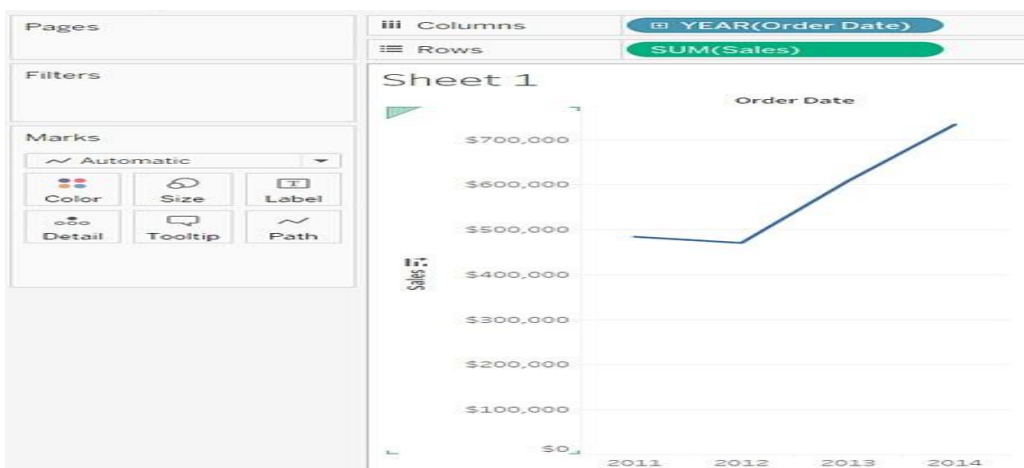 Pages
Filters
Marks
Automatic
Color Size Label
Detail Tooltip Path
Columns YEAR(Order Date)
Rows SUM(Sales)
Sheet 1
Order Date
$700,000
$600,000
$500,000
$400,000
$300,000
$200,000
$100,000
$0
Sales
2011 2012 2013 2014